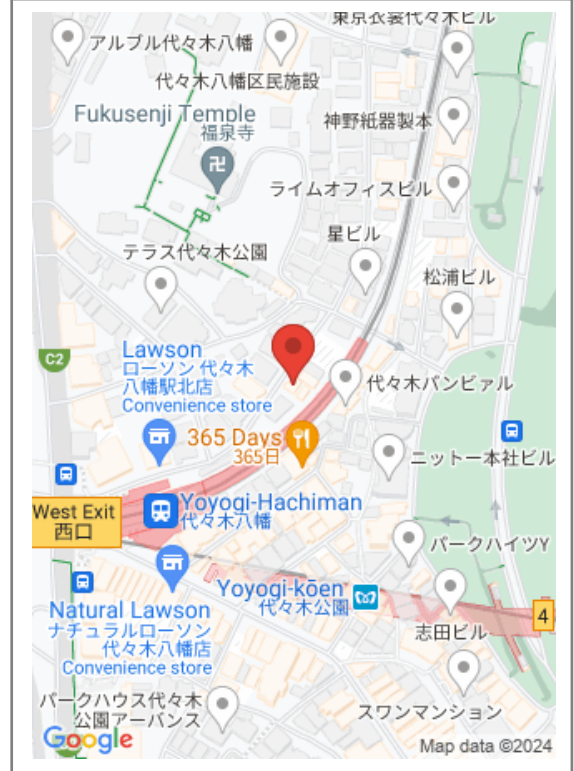 東京衣裳代々木ビル
アルブル代々木八幡
代々木八幡区民施設
Fukusenji Temple
福泉寺
神野紙器製本
ライムオフィスビル
星ビル
テラス代々木公園
松浦ビル
C2
Lawson
ローソン 代々木
八幡駅北店
Convenience store
代々木パンビァル
365 Days
365日
ニットー本社ビル
West Exit
西口
Yoyogi-Hachiman
代々木八幡
パークハイツY
Yoyogi-kōen
代々木公園
4
Natural Lawson
ナチュラルローソン
代々木八幡店
Convenience store
志田ビル
パークハウス代々木
公園アーバンス
スワンマンション
Google
Map data ©2024